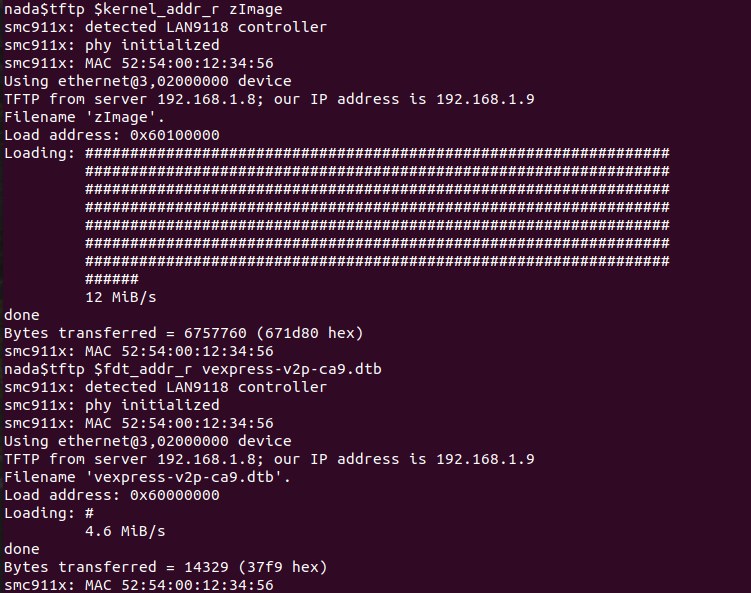 nada$tftp $kernel_addr_r zImage
smc911x: detected LAN9118 controller
smc911x: phy initialized
smc911x: MAC 52:54:00:12:34:56
Using ethernet@3,02000000 device
TFTP from server 192.168.1.8; our IP address is 192.168.1.9
Filename 'zImage'.
Load address: 0x60100000
Loading: #################################################################
         #################################################################
         #################################################################
         #################################################################
         #################################################################
         #################################################################
         #################################################################
         ######
         12 MiB/s
done
Bytes transferred = 6757760 (671d80 hex)
smc911x: MAC 52:54:00:12:34:56
nada$tftp $fdt_addr_r vexpress-v2p-ca9.dtb
smc911x: detected LAN9118 controller
smc911x: phy initialized
smc911x: MAC 52:54:00:12:34:56
Using ethernet@3,02000000 device
TFTP from server 192.168.1.8; our IP address is 192.168.1.9
Filename 'vexpress-v2p-ca9.dtb'.
Load address: 0x60000000
Loading: #
         4.6 MiB/s
done
Bytes transferred = 14329 (37f9 hex)
smc911x: MAC 52:54:00:12:34:56